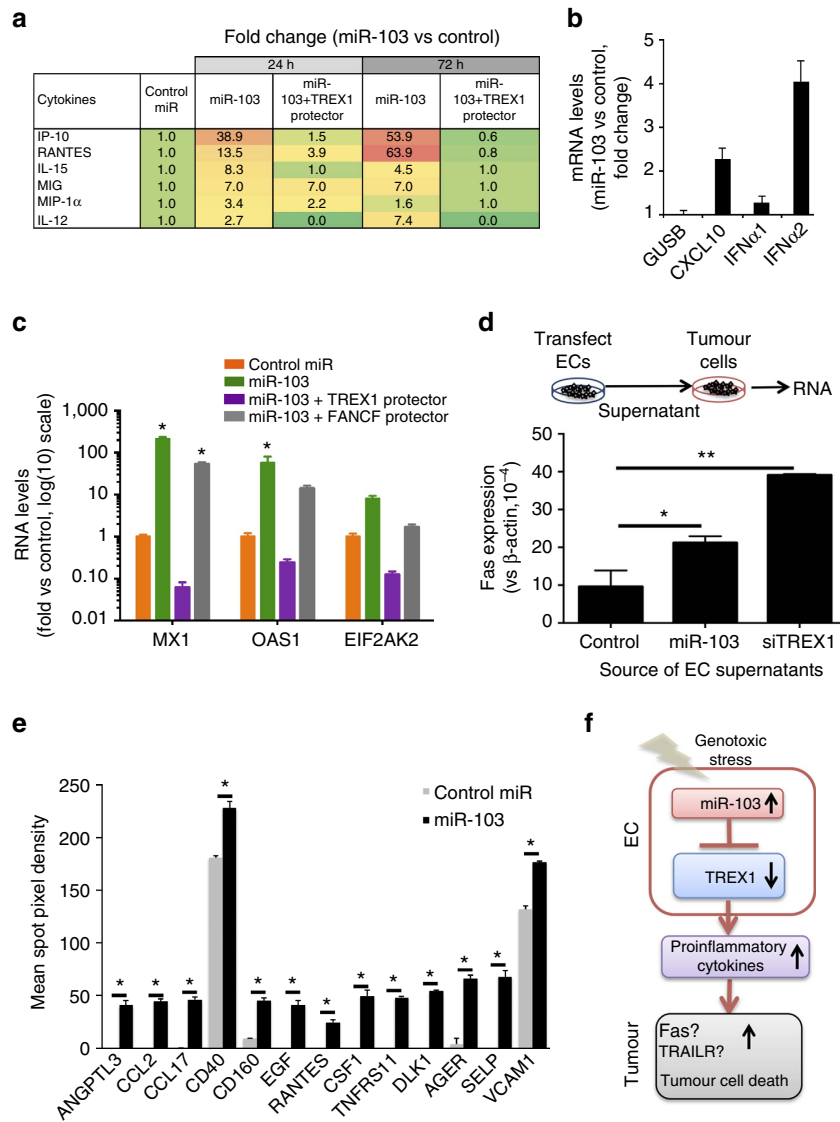 a
Fold change (miR-103 vs control)
24 h 72 h
Cytokines Control miR miR-103 miR-103+TREX1 protector miR-103 miR-103+TREX1 protector
IP-10 1.0 38.9 1.5 53.9 0.6
RANTES 1.0 13.5 3.9 63.9 0.8
IL-15 1.0 8.3 1.0 4.5 1.0
MIG 1.0 7.0 7.0 7.0 1.0
MIP-1α 1.0 3.4 2.2 1.6 1.0
IL-12 1.0 2.7 0.0 7.4 0.0
b
mRNA levels
(miR-103 vs control,
fold change)
5
4
3
2
1
GUSB CXCL10 IFNα1 IFNα2
c
Control miR
miR-103
miR-103 + TREX1 protector
miR-103 + FANCF protector
RNA levels
(fold vs control, log(10) scale)
1,000
100
10
1
0.10
0.01
* * *
MX1 OAS1 EIF2AK2
d
Transfect ECs
Tumour cells
Supernatant
RNA
Fas expression
(vs β-actin,10⁻⁴)
50
40
30
20
10
0
**
*
Control miR-103 siTREX1
Source of EC supernatants
e
Mean spot pixel density
250
200
150
100
50
0
Control miR
miR-103
* * * * * * * * * * * * *
ANGPTL3 CCL2 CCL17 CD40 CD160 EGF RANTES CSF1 TNFRS11 DLK1 AGER SELP VCAM1
f
Genotoxic
stress
EC
miR-103
TREX1
Proinflammatory
cytokines
Tumour
Fas?
TRAILR?
Tumour cell death